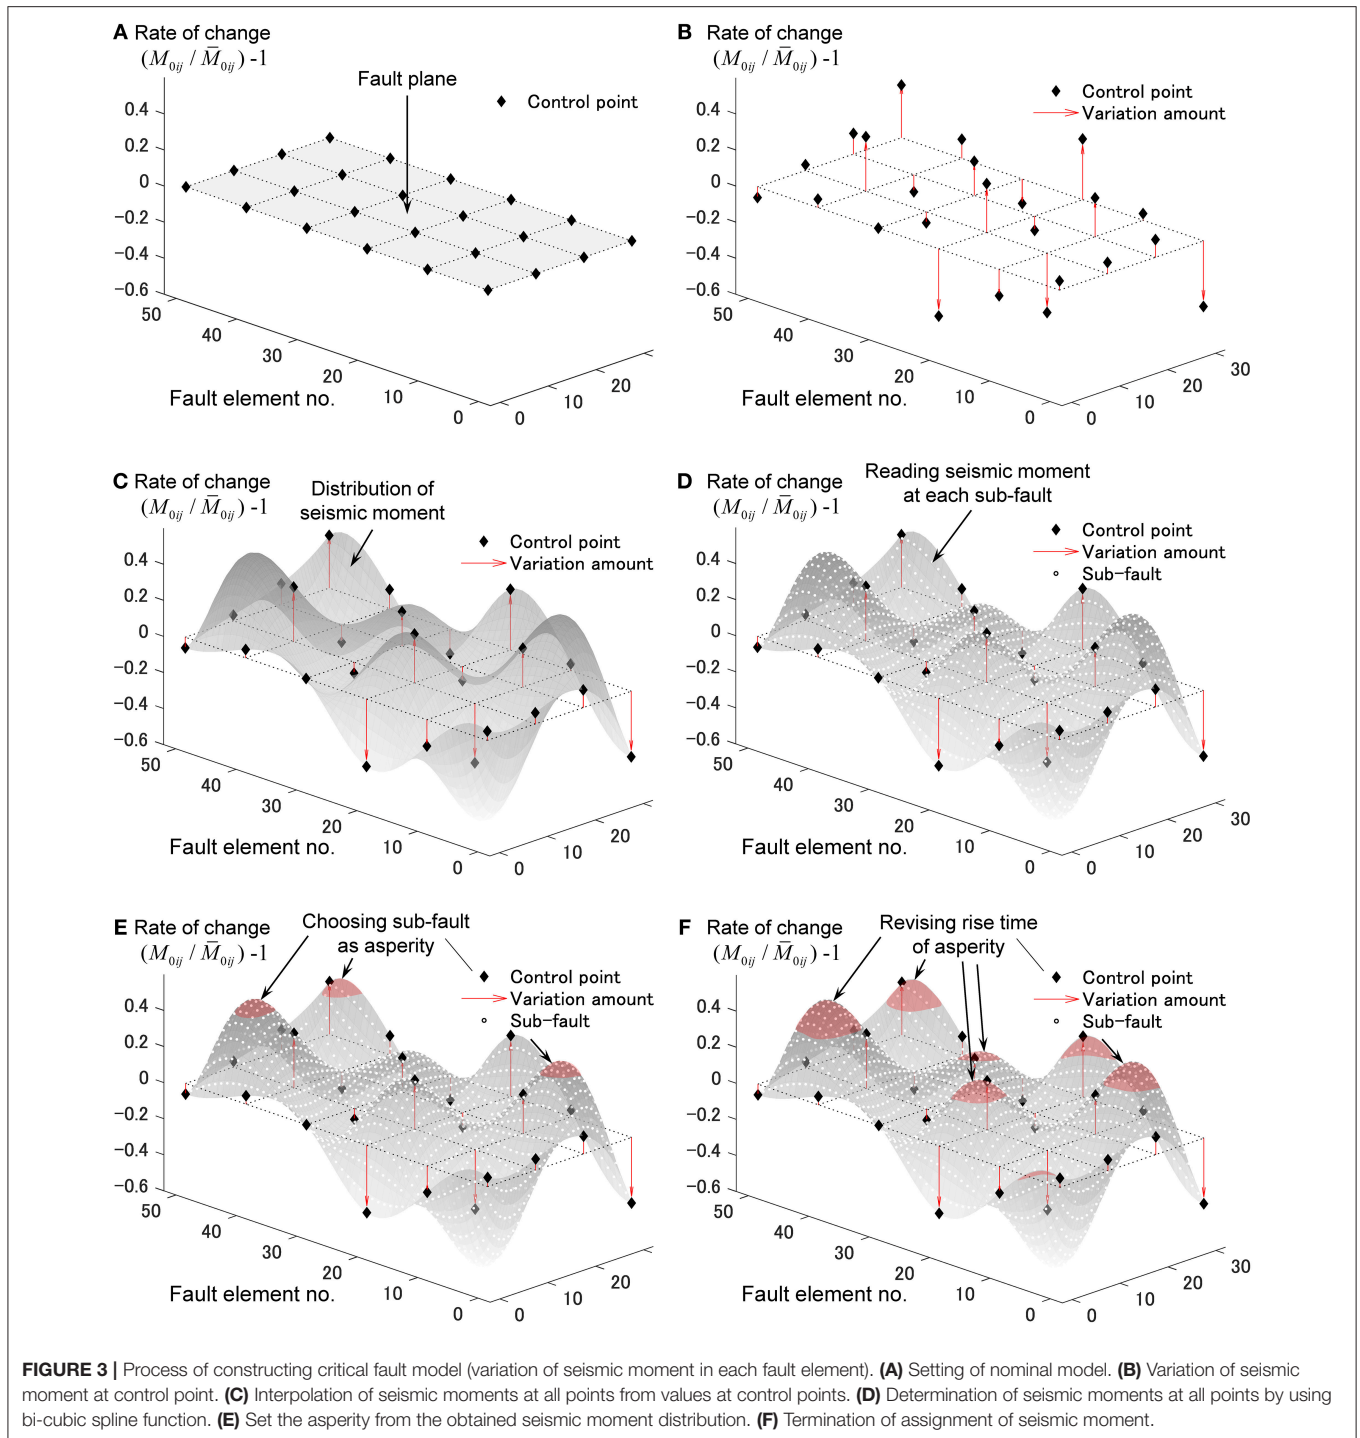 A Rate of change
(M0ij / M̄0ij) -1
Fault plane
Control point
0.4
0.2
0
−0.2
−0.4
−0.6
50
40
30
20
10
0
0
10
20
Fault element no.
B Rate of change
(M0ij / M̄0ij) -1
Control point
Variation amount
50
40
30
20
10
0
0
10
20
30
0.4
0.2
0
−0.2
−0.4
−0.6
Fault element no.
C Rate of change
(M0ij / M̄0ij) -1
Distribution of
seismic moment
Control point
Variation amount
0.4
0.2
0
−0.2
−0.4
−0.6
50
40
30
20
10
0
0
10
20
Fault element no.
D Rate of change
(M0ij / M̄0ij) -1
Reading seismic moment
at each sub-fault
Control point
Variation amount
Sub−fault
0.4
0.2
0
−0.2
−0.4
−0.6
50
40
30
20
10
0
0
10
20
30
Fault element no.
E Rate of change
(M0ij / M̄0ij) -1
Choosing sub-fault
as asperity
Control point
Variation amount
Sub−fault
0.4
0.2
0
−0.2
−0.4
−0.6
50
40
30
20
10
0
0
10
20
Fault element no.
F Rate of change
(M0ij / M̄0ij) -1
Revising rise time
of asperity
Control point
Variation amount
Sub−fault
0.4
0.2
0
−0.2
−0.4
−0.6
50
40
30
20
10
0
0
10
20
30
Fault element no.
FIGURE 3 | Process of constructing critical fault model (variation of seismic moment in each fault element). (A) Setting of nominal model. (B) Variation of seismic
moment at control point. (C) Interpolation of seismic moments at all points from values at control points. (D) Determination of seismic moments at all points by using
bi-cubic spline function. (E) Set the asperity from the obtained seismic moment distribution. (F) Termination of assignment of seismic moment.